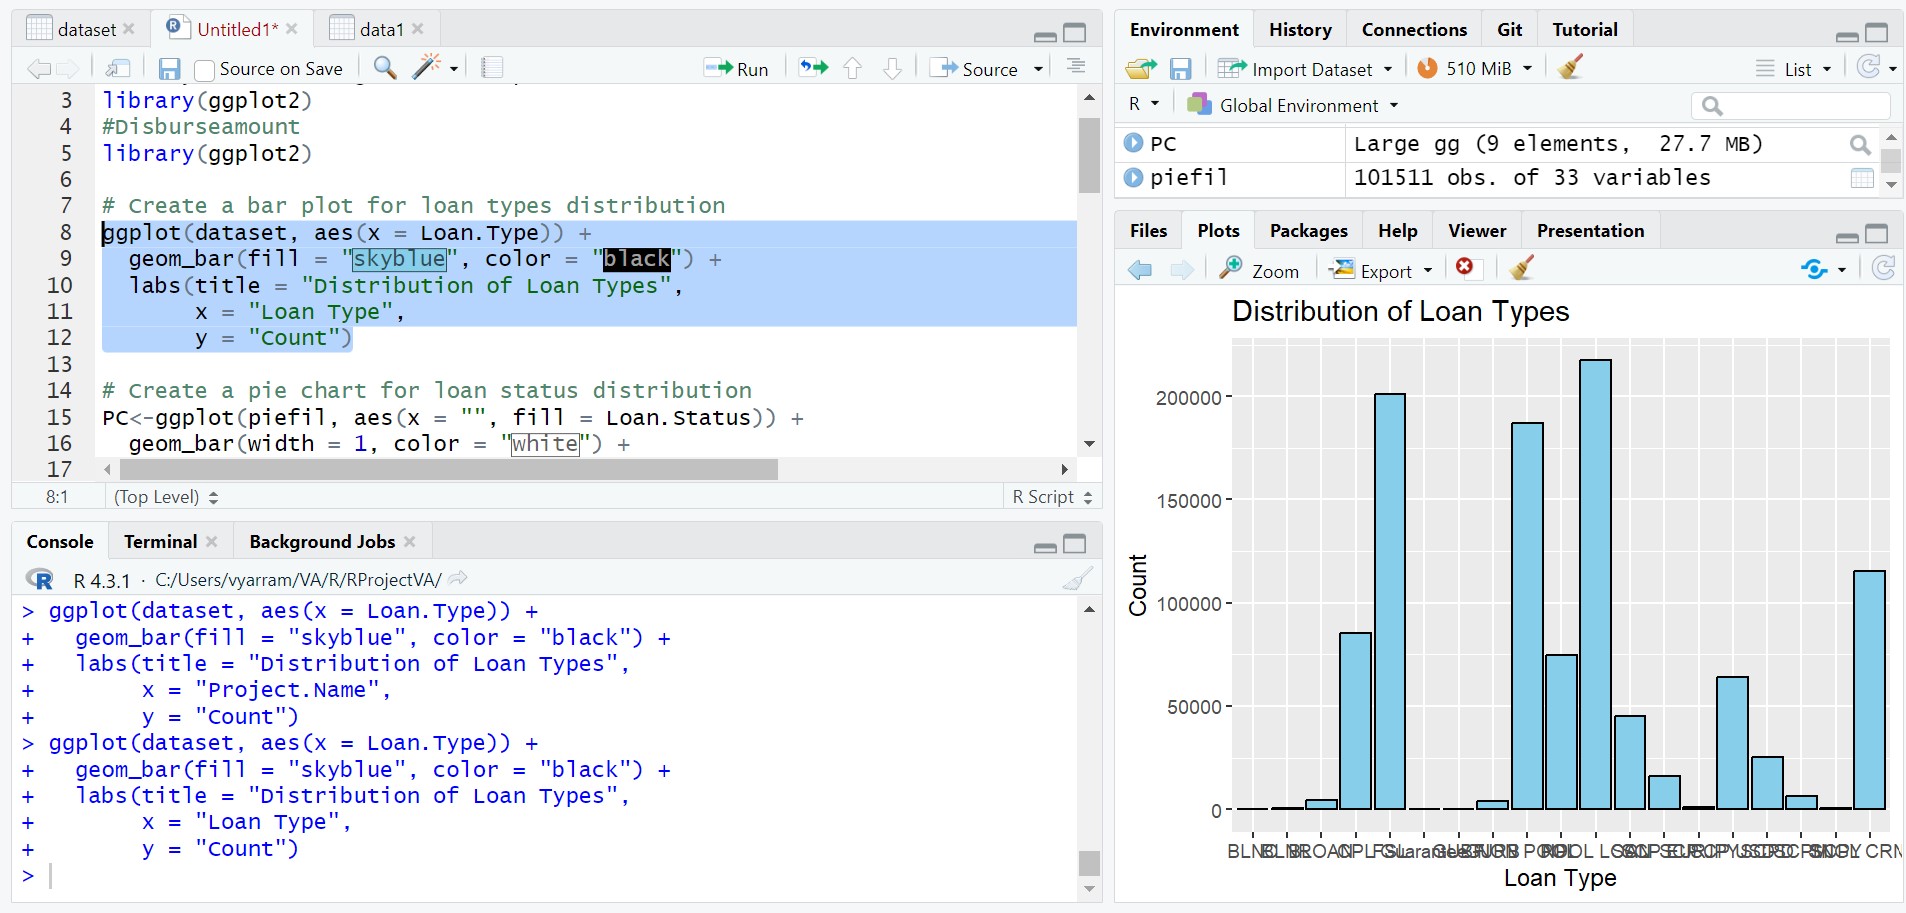 dataset
Untitled1*
data1
Source on Save
Run
Source
3 library(ggplot2)
4 #Disburseamount
5 library(ggplot2)
6
7 # Create a bar plot for loan types distribution
8 ggplot(dataset, aes(x = Loan.Type)) +
9 geom_bar(fill = "skyblue", color = "black") +
10 labs(title = "Distribution of Loan Types",
11 x = "Loan Type",
12 y = "Count")
13
14 # Create a pie chart for loan status distribution
15 PC<-ggplot(piefil, aes(x = "", fill = Loan.Status)) +
16 geom_bar(width = 1, color = "white") +
17
8:1 (Top Level) R Script
Console Terminal Background Jobs
R 4.3.1 · C:/Users/vyarram/VA/R/RProjectVA/
> ggplot(dataset, aes(x = Loan.Type)) +
+ geom_bar(fill = "skyblue", color = "black") +
+ labs(title = "Distribution of Loan Types",
+ x = "Project.Name",
+ y = "Count")
> ggplot(dataset, aes(x = Loan.Type)) +
+ geom_bar(fill = "skyblue", color = "black") +
+ labs(title = "Distribution of Loan Types",
+ x = "Loan Type",
+ y = "Count")
>
Environment History Connections Git Tutorial
Import Dataset 510 MiB List
R Global Environment
PC Large gg (9 elements, 27.7 MB)
piefil 101511 obs. of 33 variables
Files Plots Packages Help Viewer Presentation
Zoom Export
Distribution of Loan Types
200000
150000
100000
50000
0
Count
Loan Type